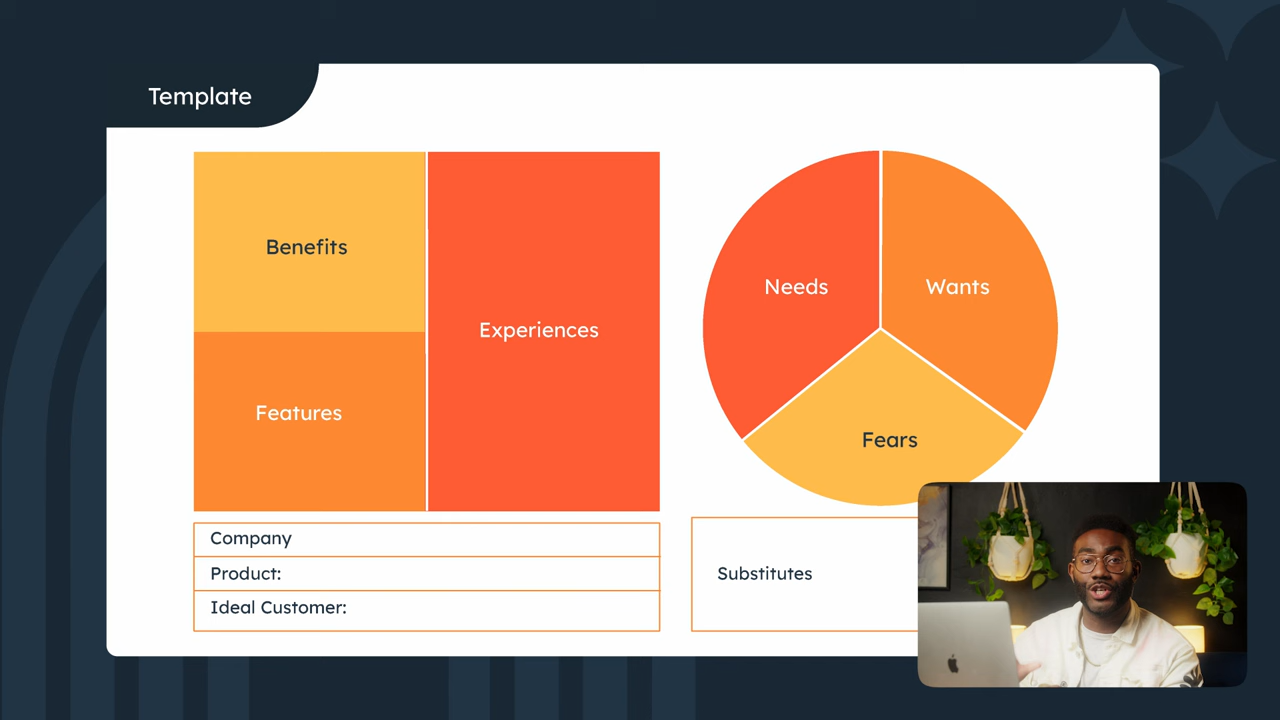 Template
Benefits
Features
Experiences
Needs
Wants
Fears
Company
Product:
Ideal Customer:
Substitutes